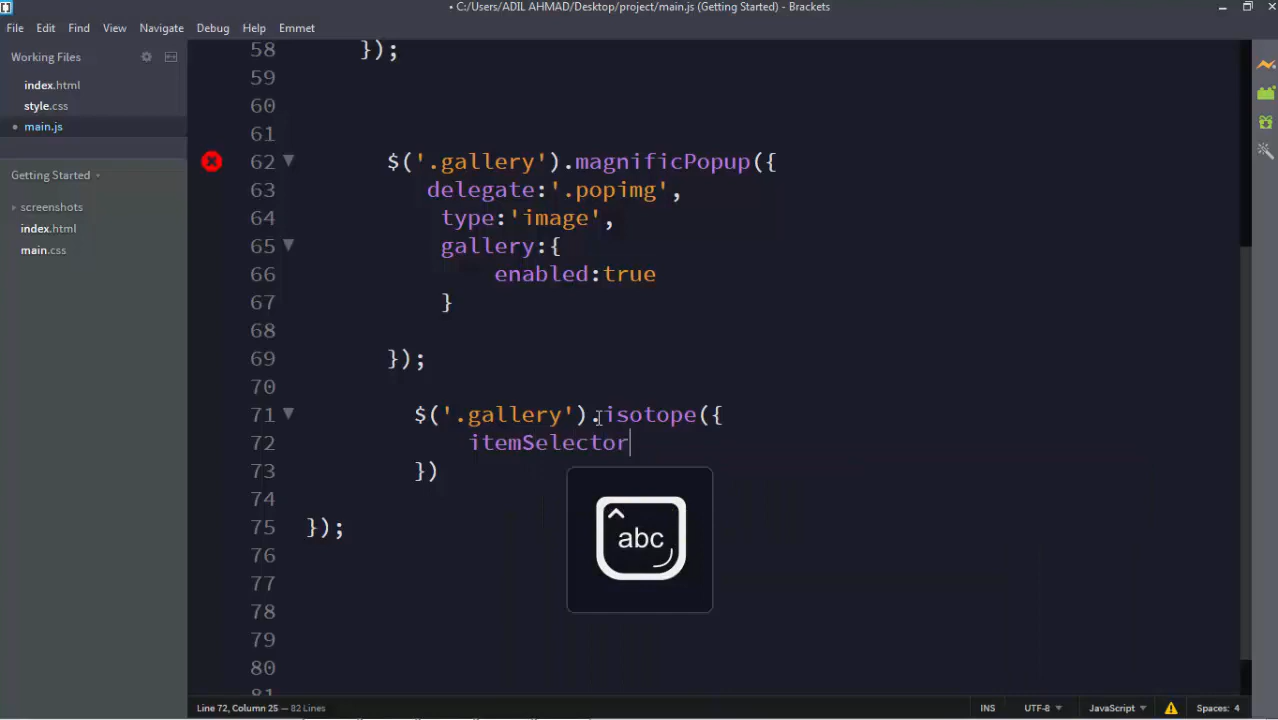 • C:/Users/ADIL AHMAD/Desktop/project/main.js (Getting Started) - Brackets
File Edit Find View Navigate Debug Help Emmet
Working Files
index.html
style.css
main.js
Getting Started
screenshots
index.html
main.css
58 });
59
60
61
62 $('.gallery').magnificPopup({
63 delegate:'.popimg',
64 type:'image',
65 gallery:{
66 enabled:true
67 }
68
69 });
70
71 $('.gallery').isotope({
72 itemSelector
73 })
74
75 });
76
77
78
79
80
81
abc
Line 72, Column 25 — 82 Lines
INS UTF-8 JavaScript Spaces: 4